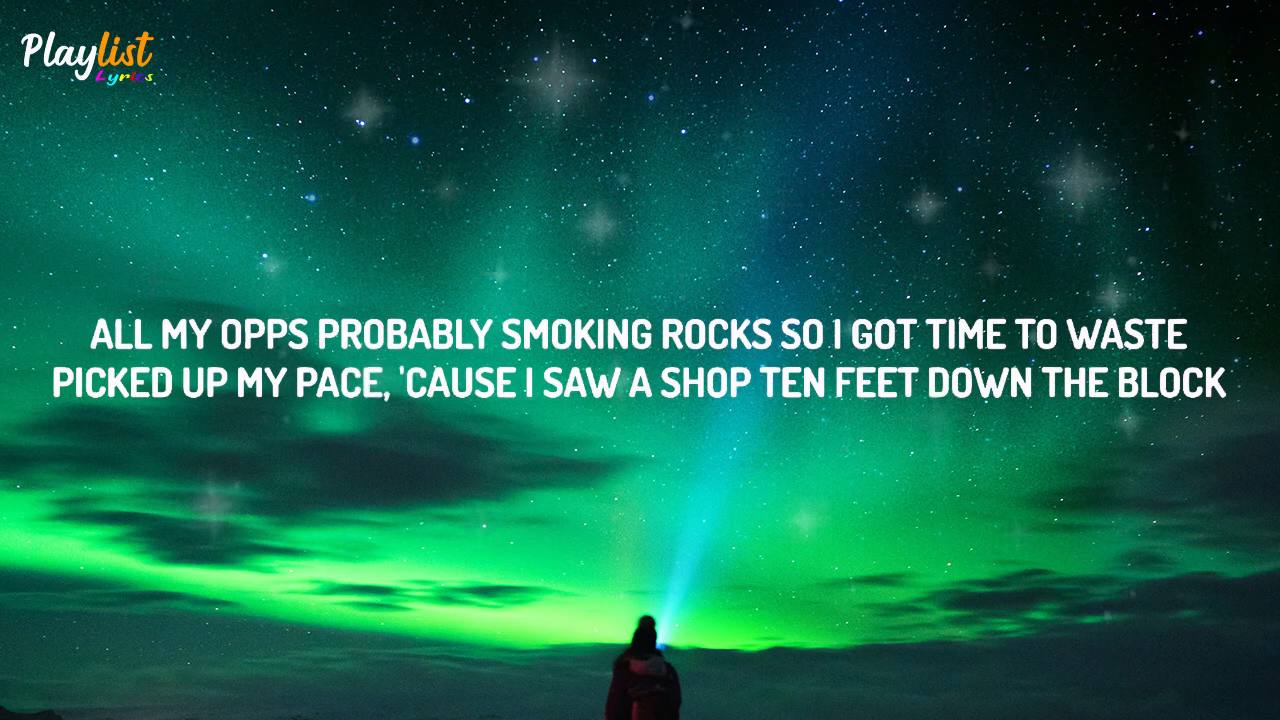 Playlist
Lyrics
ALL MY OPPS PROBABLY SMOKING ROCKS SO I GOT TIME TO WASTE
PICKED UP MY PACE, 'CAUSE I SAW A SHOP TEN FEET DOWN THE BLOCK